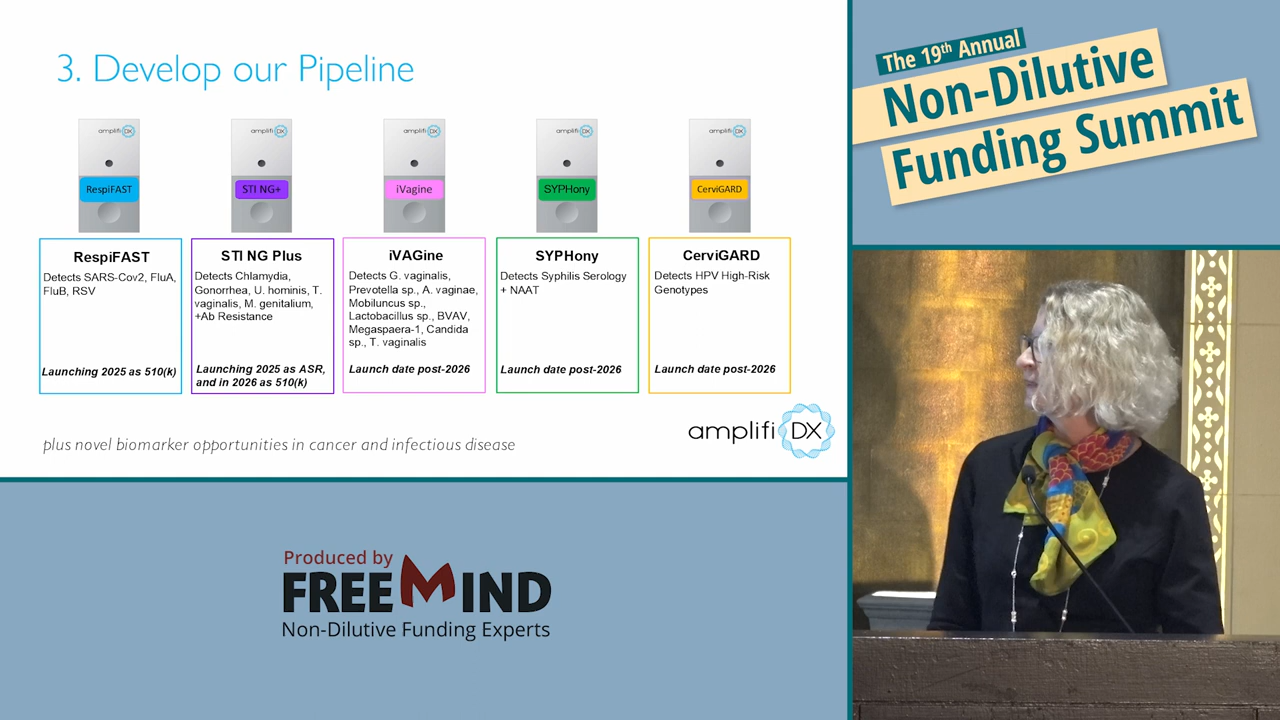 3. Develop our Pipeline
amplifi DX
amplifi DX
amplifi DX
amplifi DX
amplifi DX
RespiFAST
STI NG+
iVagine
SYPHony
CerviGARD
RespiFAST
Detects SARS-Cov2, FluA,
FluB, RSV
Launching 2025 as 510(k)
STI NG Plus
Detects Chlamydia,
Gonorrhea, U. hominis, T.
vaginalis, M. genitalium,
+Ab Resistance
Launching 2025 as ASR,
and in 2026 as 510(k)
iVAGine
Detects G. vaginalis,
Prevotella sp., A. vaginae,
Mobiluncus sp.,
Lactobacillus sp., BVAV,
Megaspaera-1, Candida
sp., T. vaginalis
Launch date post-2026
SYPHony
Detects Syphilis Serology
+ NAAT
Launch date post-2026
CerviGARD
Detects HPV High-Risk
Genotypes
Launch date post-2026
plus novel biomarker opportunities in cancer and infectious disease
amplifi DX
The 19th Annual
Non-Dilutive
Funding Summit
Produced by
FREEMIND
Non-Dilutive Funding Experts